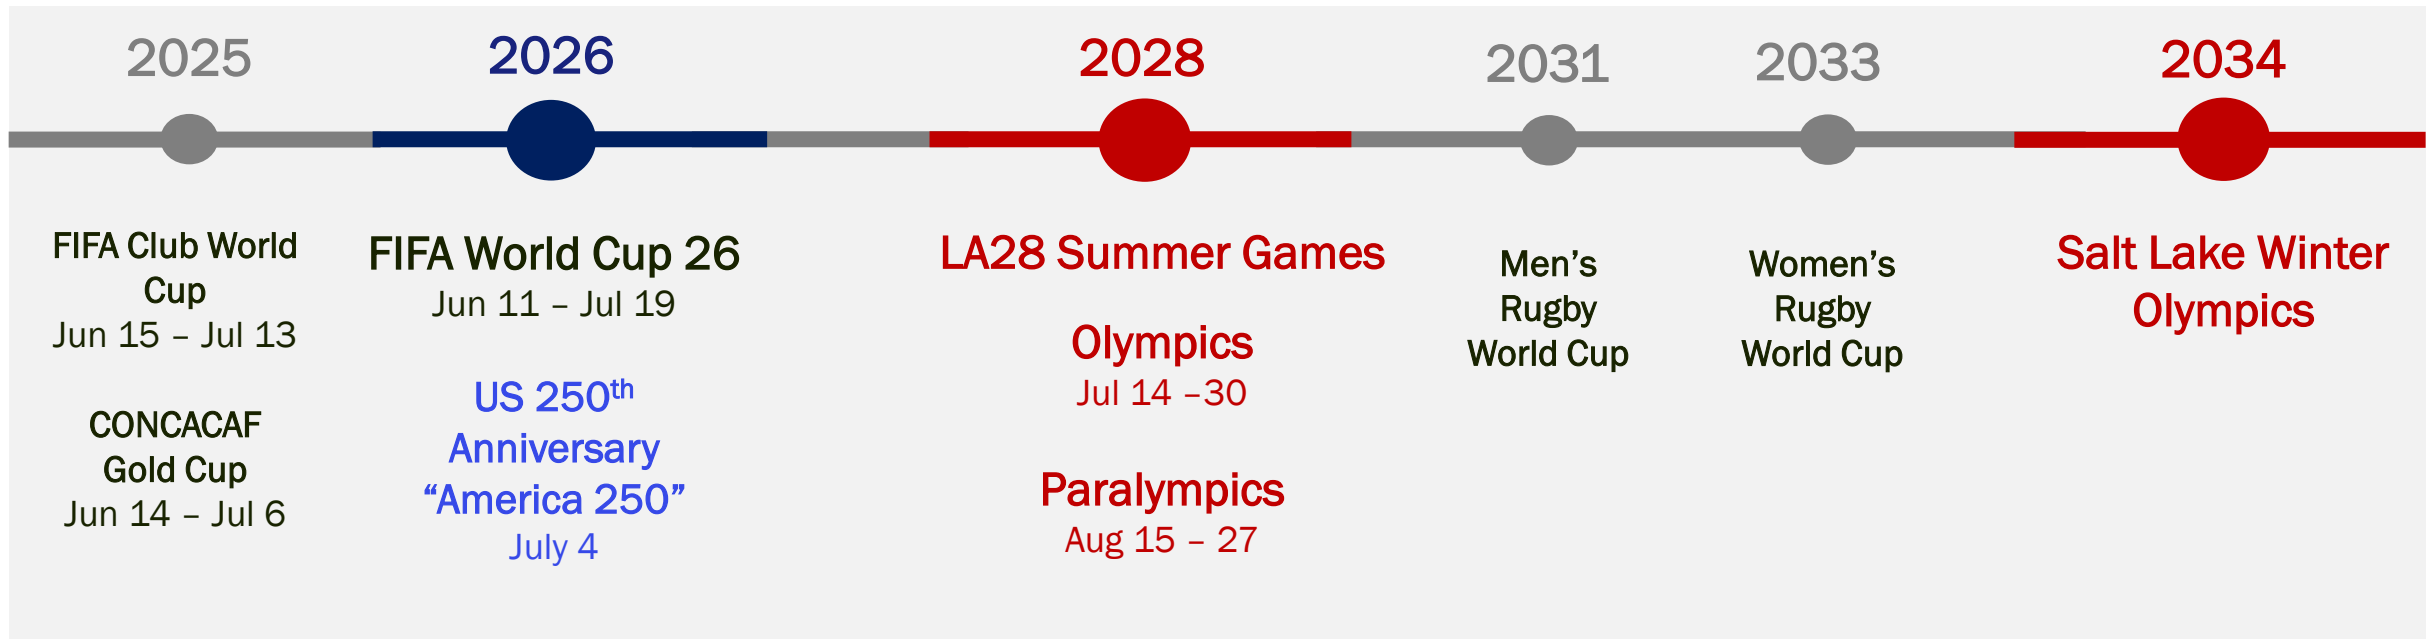 2025
FIFA Club World
Cup
Jun 15 – Jul 13
CONCACAF
Gold Cup
Jun 14 – Jul 6
2026
FIFA World Cup 26
Jun 11 – Jul 19
US 250th
Anniversary
“America 250”
July 4
2028
LA28 Summer Games
Olympics
Jul 14 –30
Paralympics
Aug 15 – 27
2031
Men’s
Rugby
World Cup
2033
Women’s
Rugby
World Cup
2034
Salt Lake Winter
Olympics